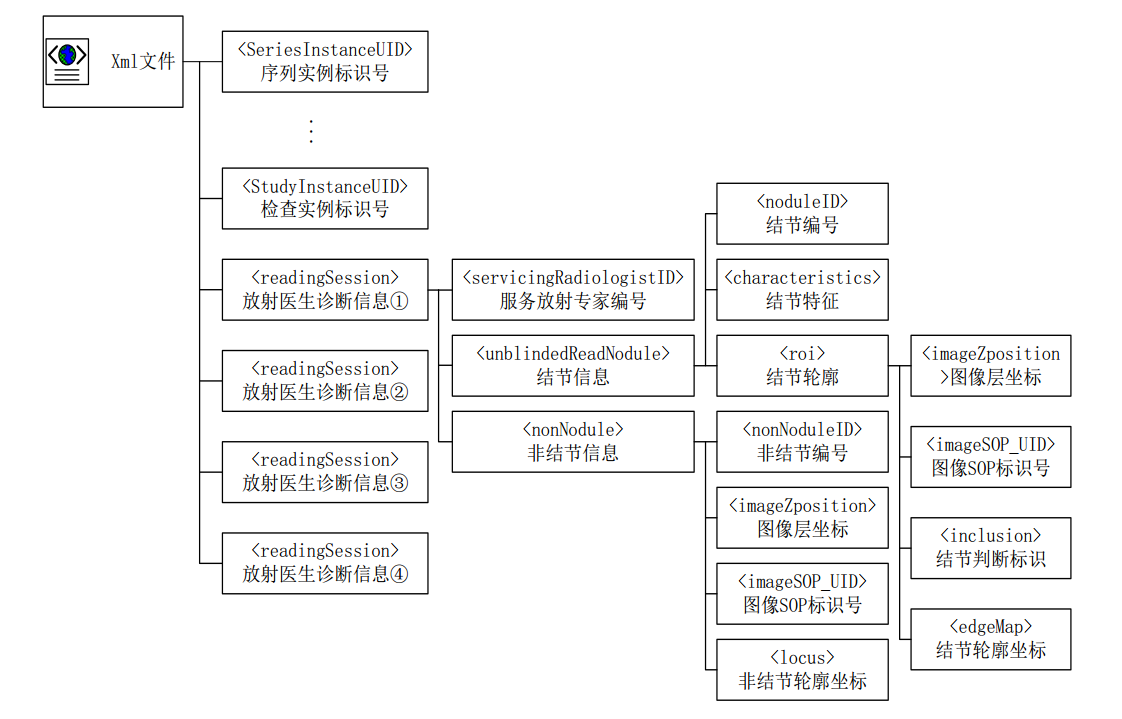 Xml文件
<SeriesInstanceUID>
序列实例标识号
⋮
<StudyInstanceUID>
检查实例标识号
<readingSession>
放射医生诊断信息①
<readingSession>
放射医生诊断信息②
<readingSession>
放射医生诊断信息③
<readingSession>
放射医生诊断信息④
<servicingRadiologistID>
服务放射专家编号
<unblindedReadNodule>
结节信息
<nonNodule>
非结节信息
<noduleID>
结节编号
<characteristics>
结节特征
<roi>
结节轮廓
<nonNoduleID>
非结节编号
<imageZposition>
图像层坐标
<imageSOP_UID>
图像SOP标识号
<locus>
非结节轮廓坐标
<imageZposition
>图像层坐标
<imageSOP_UID>
图像SOP标识号
<inclusion>
结节判断标识
<edgeMap>
结节轮廓坐标